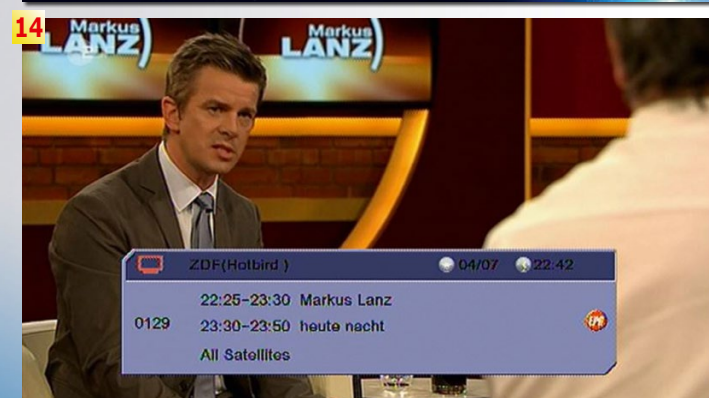 14
Markus
LANZ)
Markus
LANZ)
ZDF(Hotbird )
04/07
22:42
22:25-23:30 Markus Lanz
0129
23:30-23:50 heute nacht
EPG
All Satellites